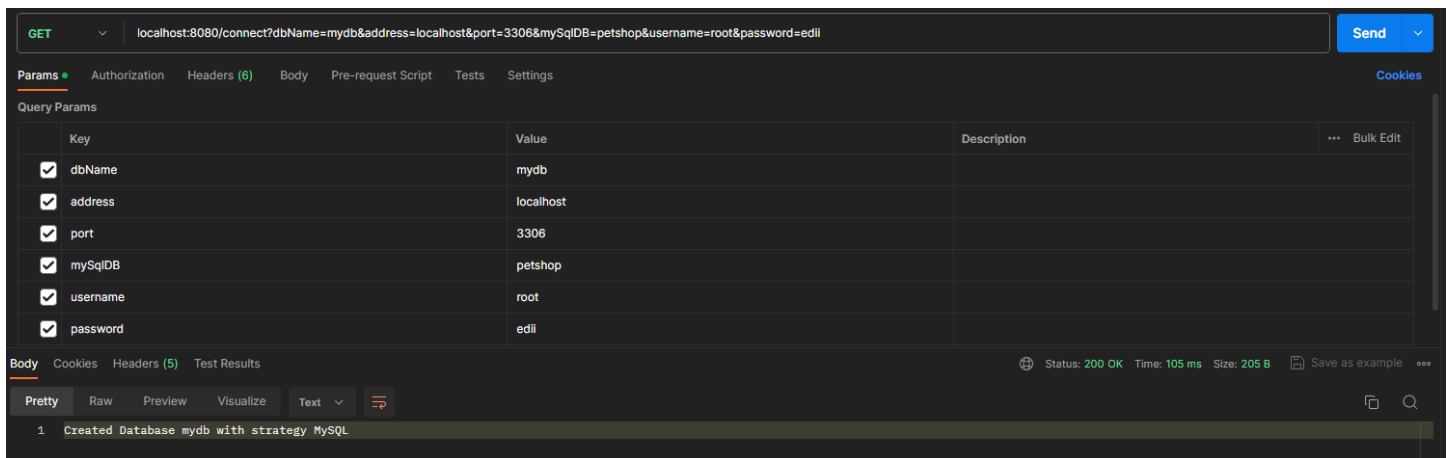 GET localhost:8080/connect?dbName=mydb&address=localhost&port=3306&mySqlDB=petshop&username=root&password=edii Send
Params Authorization Headers (6) Body Pre-request Script Tests Settings Cookies
Query Params
Key Value Description ••• Bulk Edit
dbName mydb
address localhost
port 3306
mySqlDB petshop
username root
password edii
Body Cookies Headers (5) Test Results Status: 200 OK Time: 105 ms Size: 205 B Save as example
Pretty Raw Preview Visualize Text
1 Created Database mydb with strategy MySQL